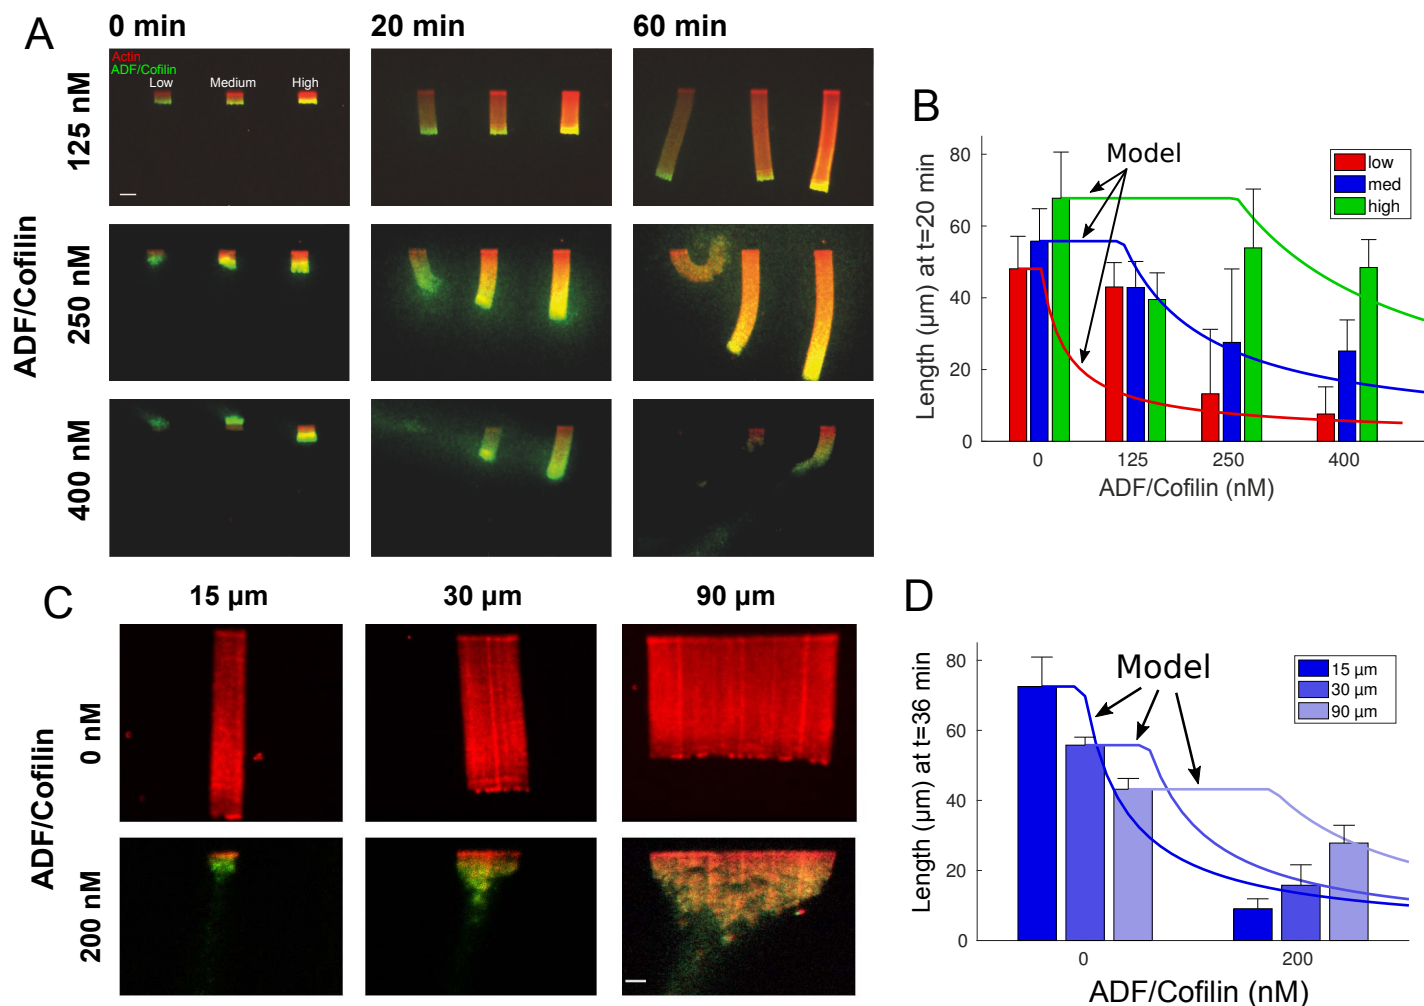 A
0 min
20 min
60 min
Actin
ADF/Cofilin
Low
Medium
High
125 nM
250 nM
400 nM
ADF/Cofilin
B
Model
low
med
high
80
60
40
20
0
0
125
250
400
Length (µm) at t=20 min
ADF/Cofilin (nM)
C
15 µm
30 µm
90 µm
0 nM
200 nM
ADF/Cofilin
D
Model
15 µm
30 µm
90 µm
80
60
40
20
0
0
200
Length (µm) at t=36 min
ADF/Cofilin (nM)